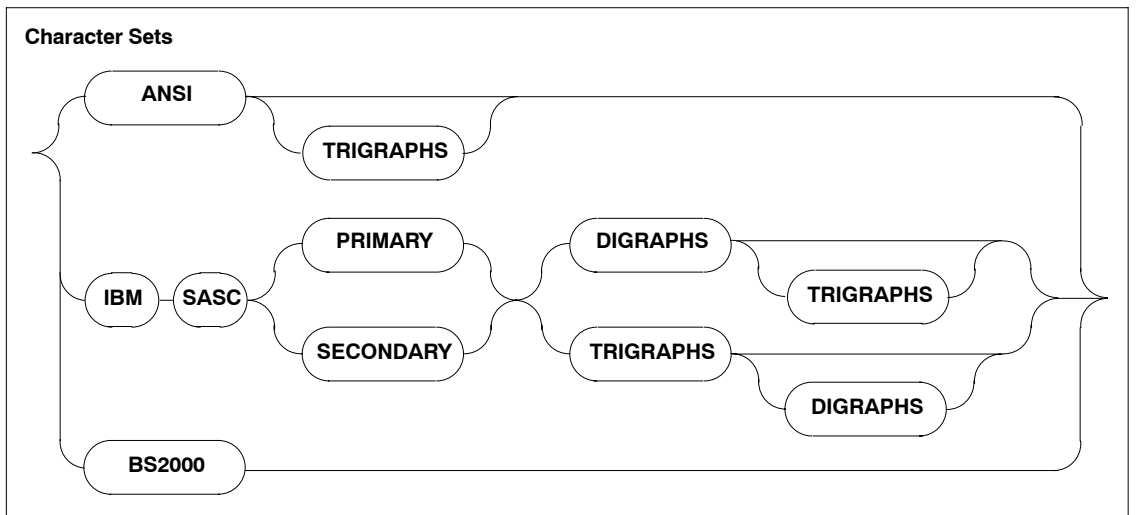 Character Sets
ANSI
TRIGRAPHS
PRIMARY
DIGRAPHS
TRIGRAPHS
IBM
SASC
SECONDARY
TRIGRAPHS
DIGRAPHS
BS2000